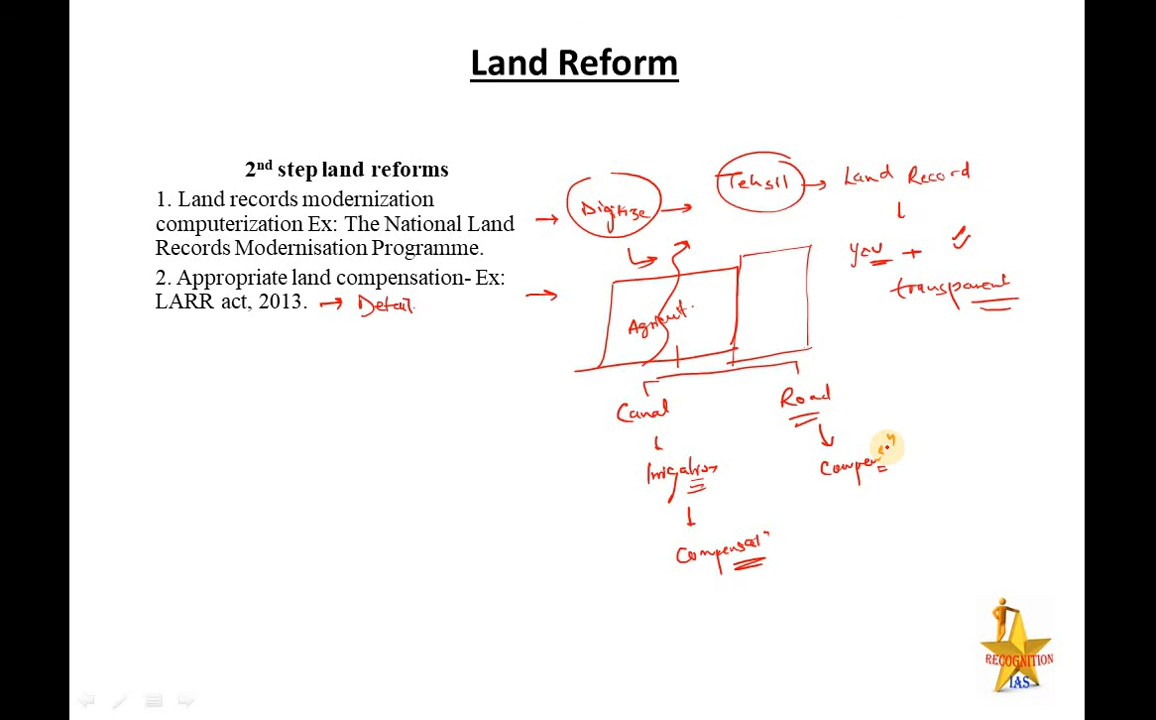 Land Reform
2nd step land reforms
1. Land records modernization
computerization Ex: The National Land
Records Modernisation Programme.
2. Appropriate land compensation- Ex:
LARR act, 2013. → Detail
→ Digitize → Tehsil → Land Record
you +
transparent
Agricult.
Canal
Road
Irrigation
Compensat
RECOGNITION
IAS